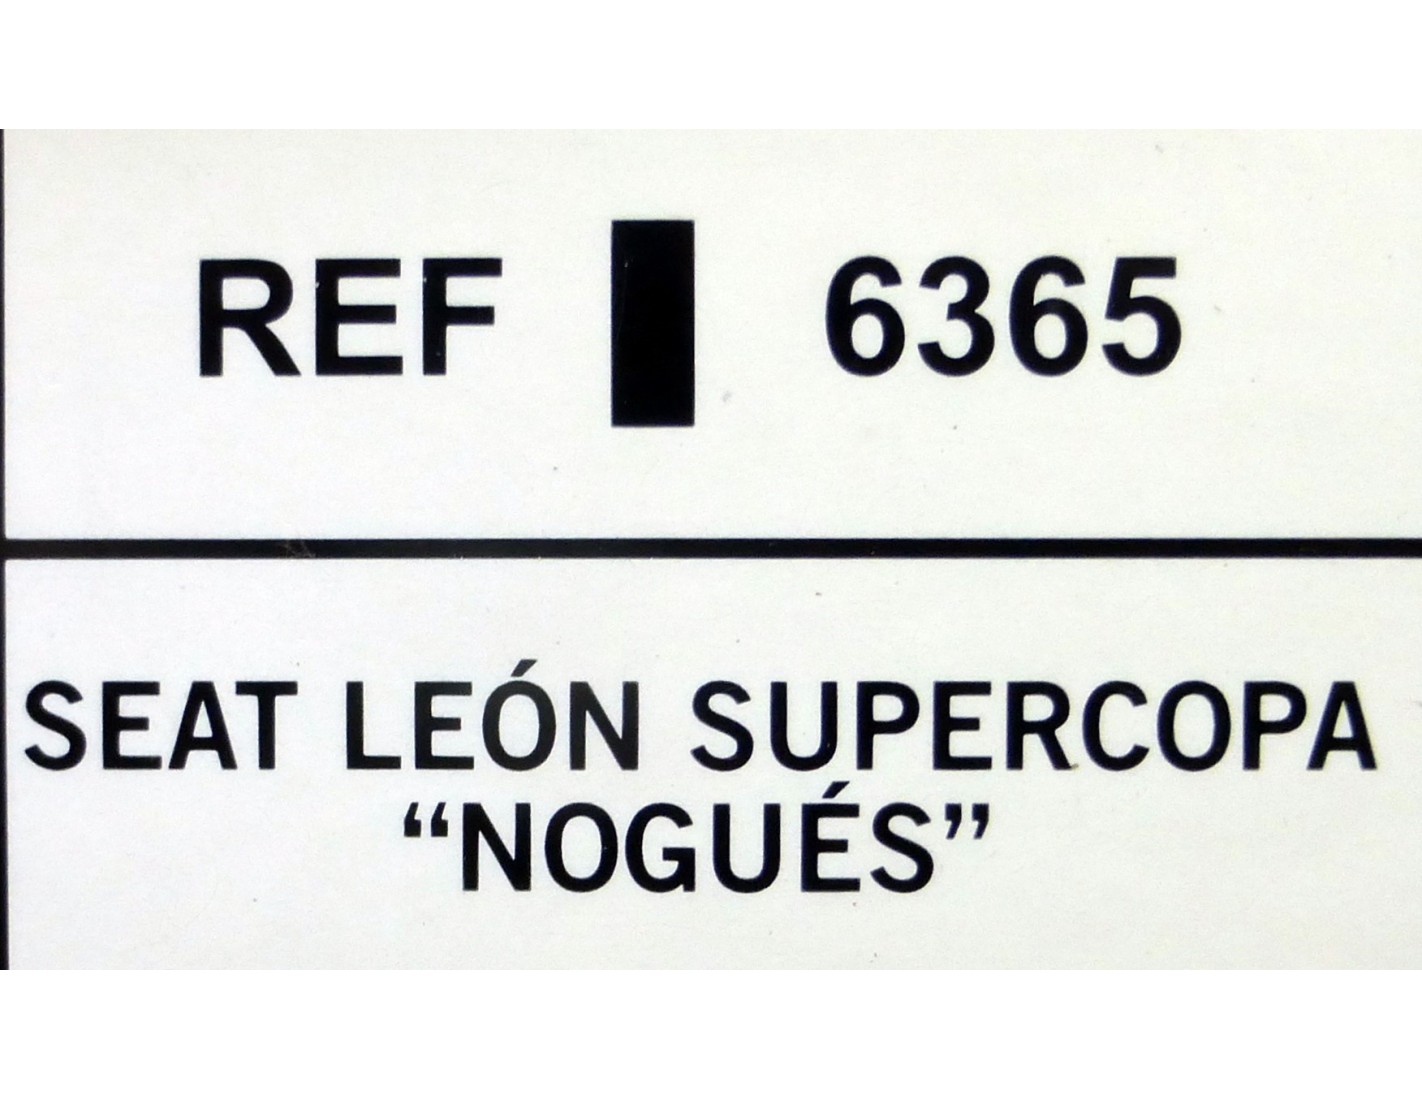 REF 6365
SEAT LEÓN SUPERCOPA
“NOGUÉS”